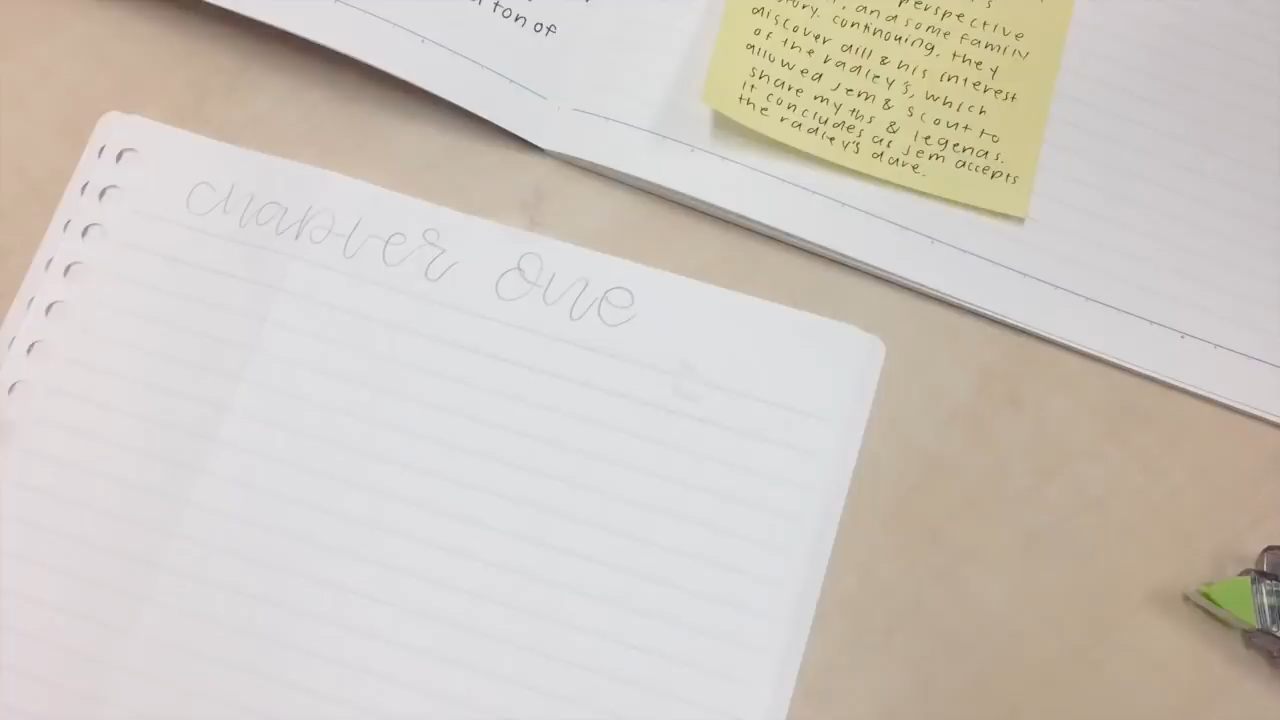 a ton of
perspective
, and some family
story. continuing, they
discover dill & his interest
of the radley's, which
allowed jem & scout to
share myths & legends.
it concludes as jem accepts
the radley's dare.
chapter one